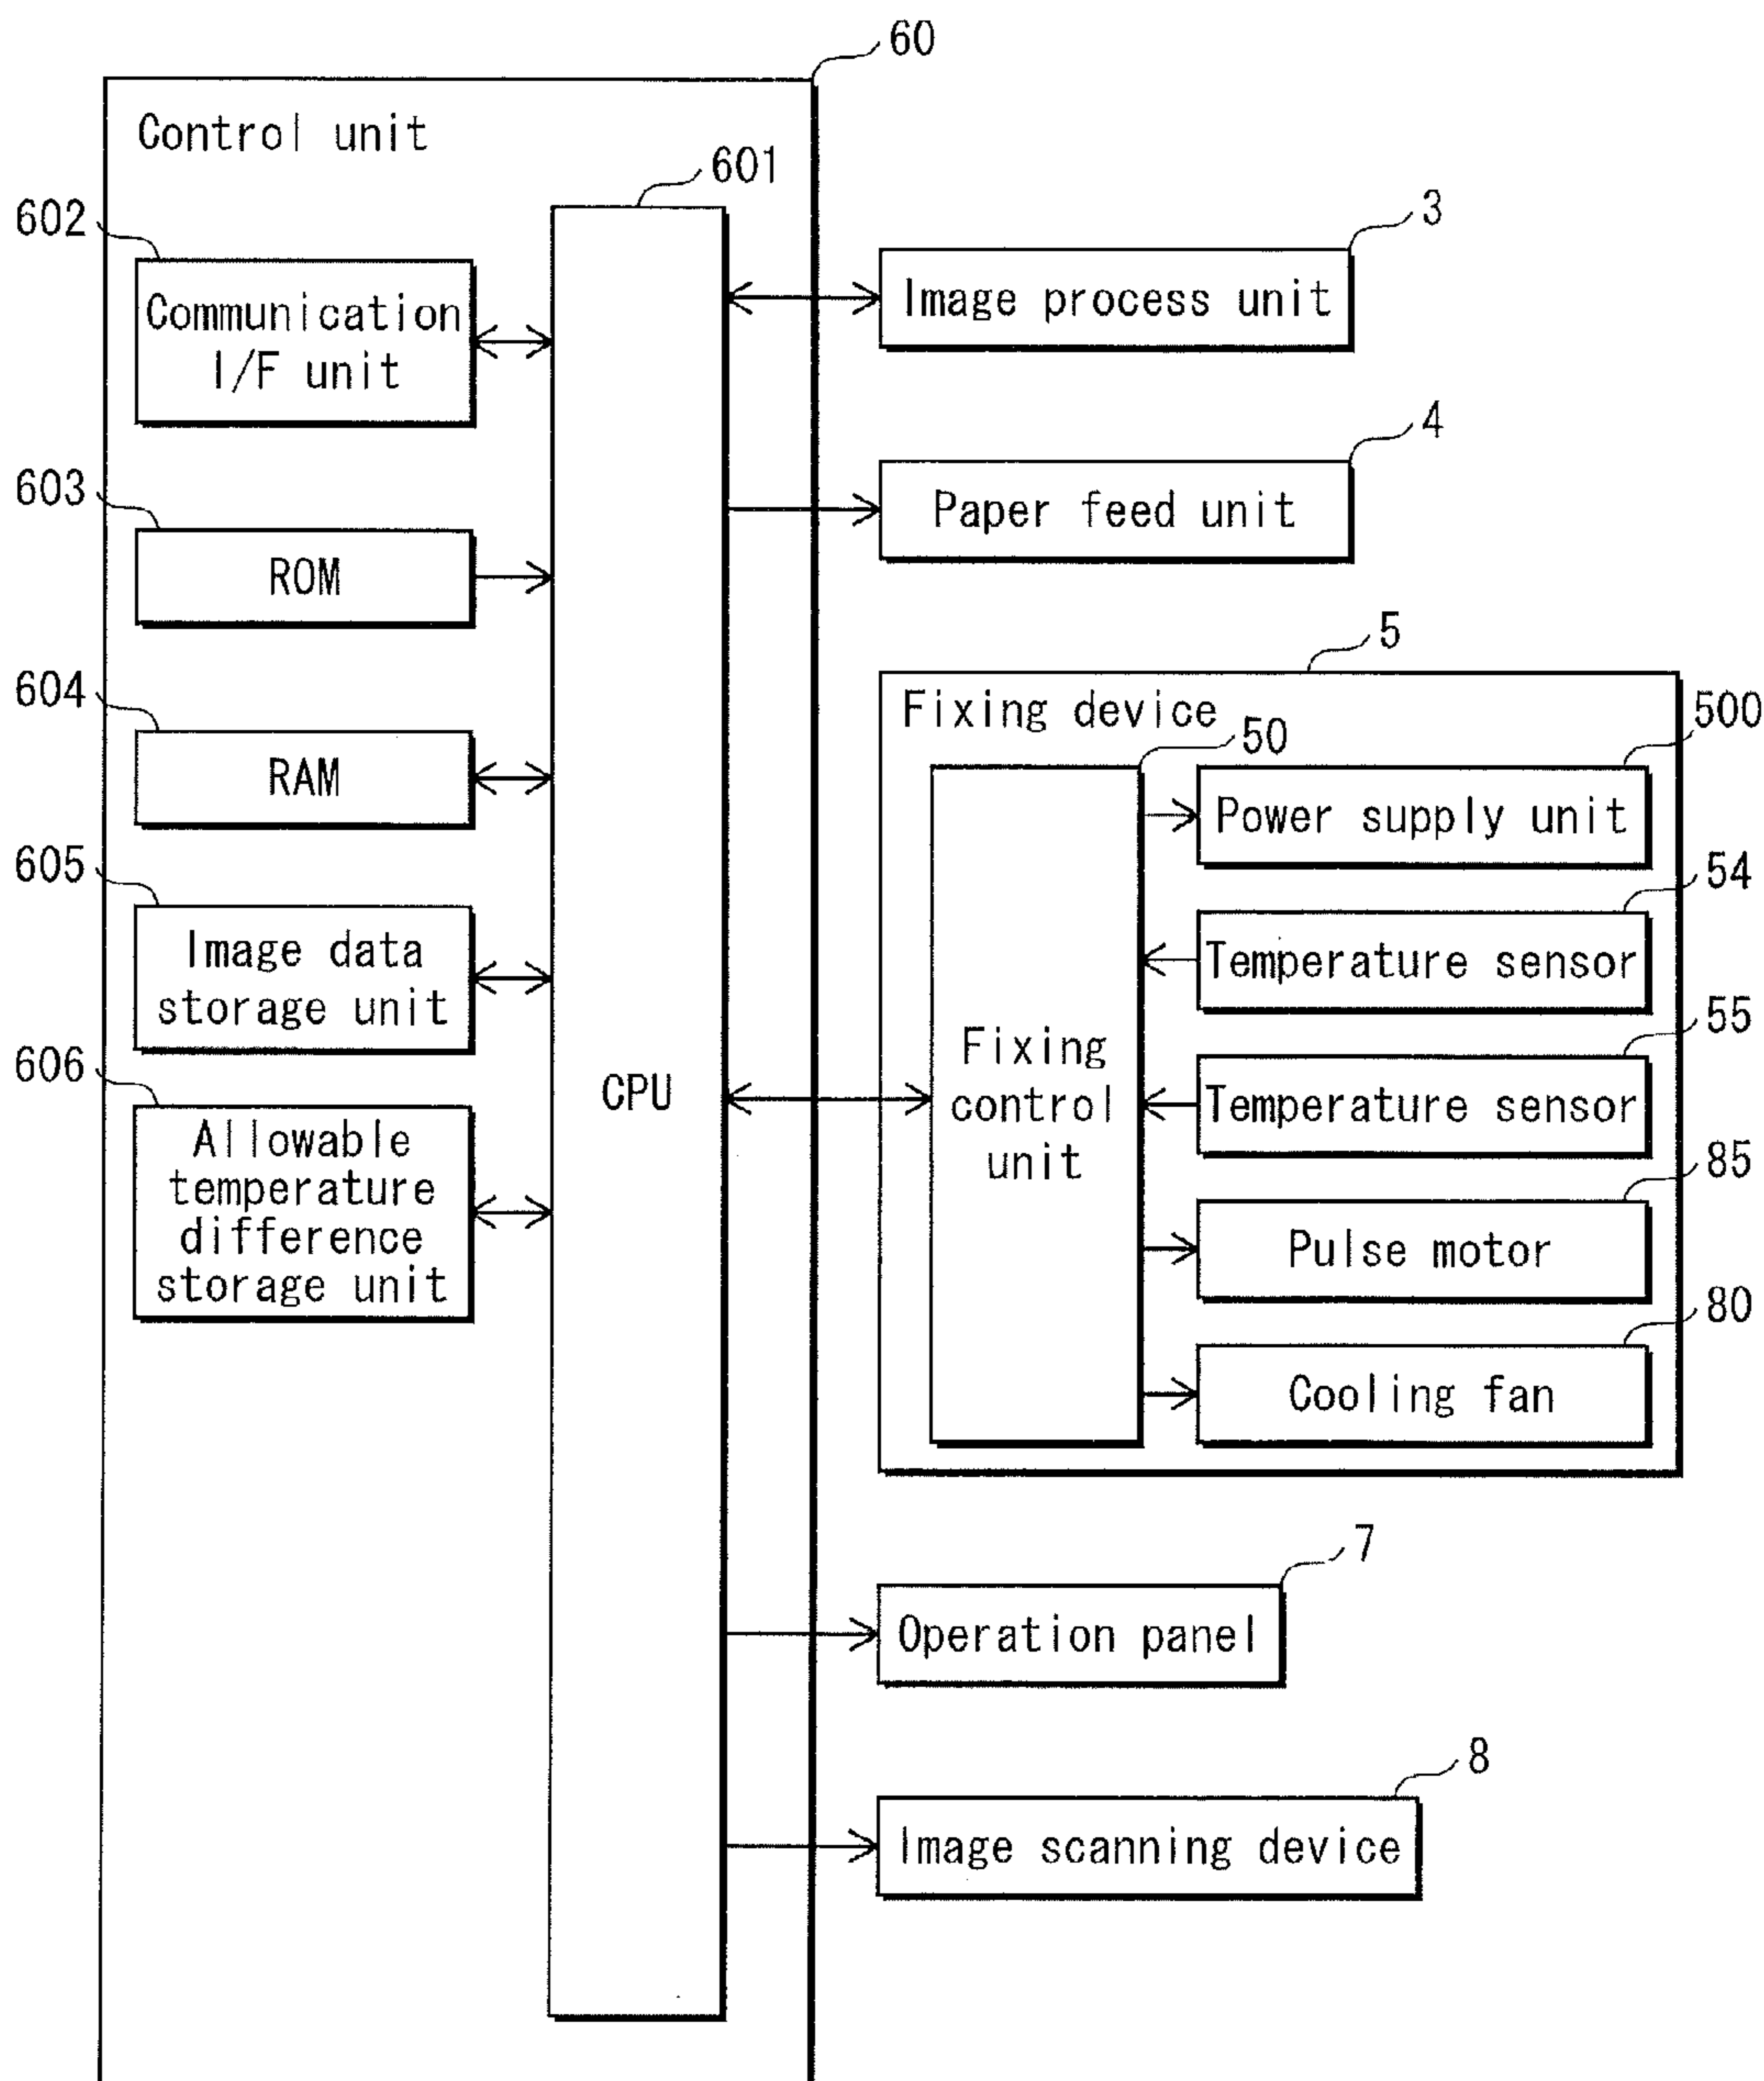 60
Control unit
601
602
Communication
I/F unit
603
ROM
604
RAM
605
Image data
storage unit
606
Allowable
temperature
difference
storage unit
CPU
3
Image process unit
4
Paper feed unit
5
Fixing device
50
Fixing
control
unit
500
Power supply unit
54
Temperature sensor
55
Temperature sensor
85
Pulse motor
80
Cooling fan
7
Operation panel
8
Image scanning device